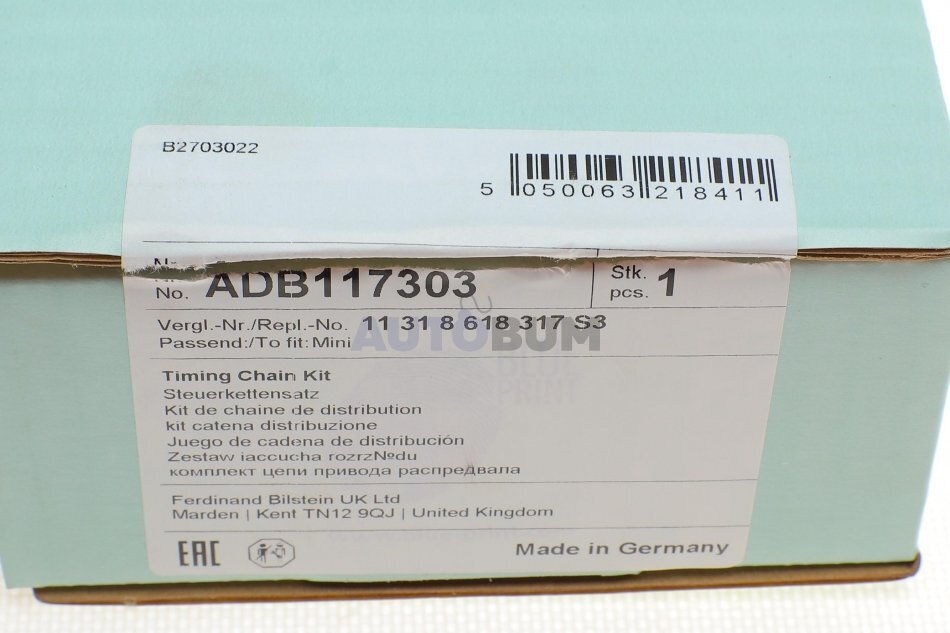 B2703022
5 050063 218411
No. ADB117303
Stk.
pcs. 1
Vergl.-Nr./Repl.-No. 11 318 618 317 S3
Passend:/To fit: Mini
AUTOBUM
BLUE
PRINT
Timing Chain Kit
Steuerkettensatz
Kit de chaine de distribution
kit catena distribuzione
Juego de cadena de distribución
Zestaw iaccucha rozrz№du
комплект цепи привода распредвала
Ferdinand Bilstein UK Ltd
Marden | Kent TN12 9QJ | United Kingdom
EAC
Made in Germany